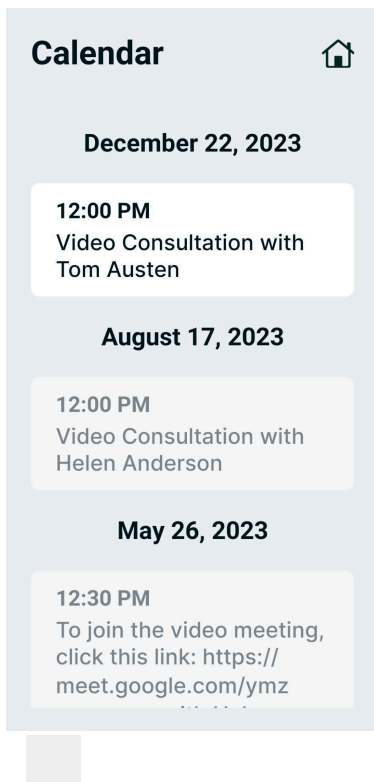 Calendar
December 22, 2023
12:00 PM
Video Consultation with
Tom Austen
August 17, 2023
12:00 PM
Video Consultation with
Helen Anderson
May 26, 2023
12:30 PM
To join the video meeting,
click this link: https://
meet.google.com/ymz